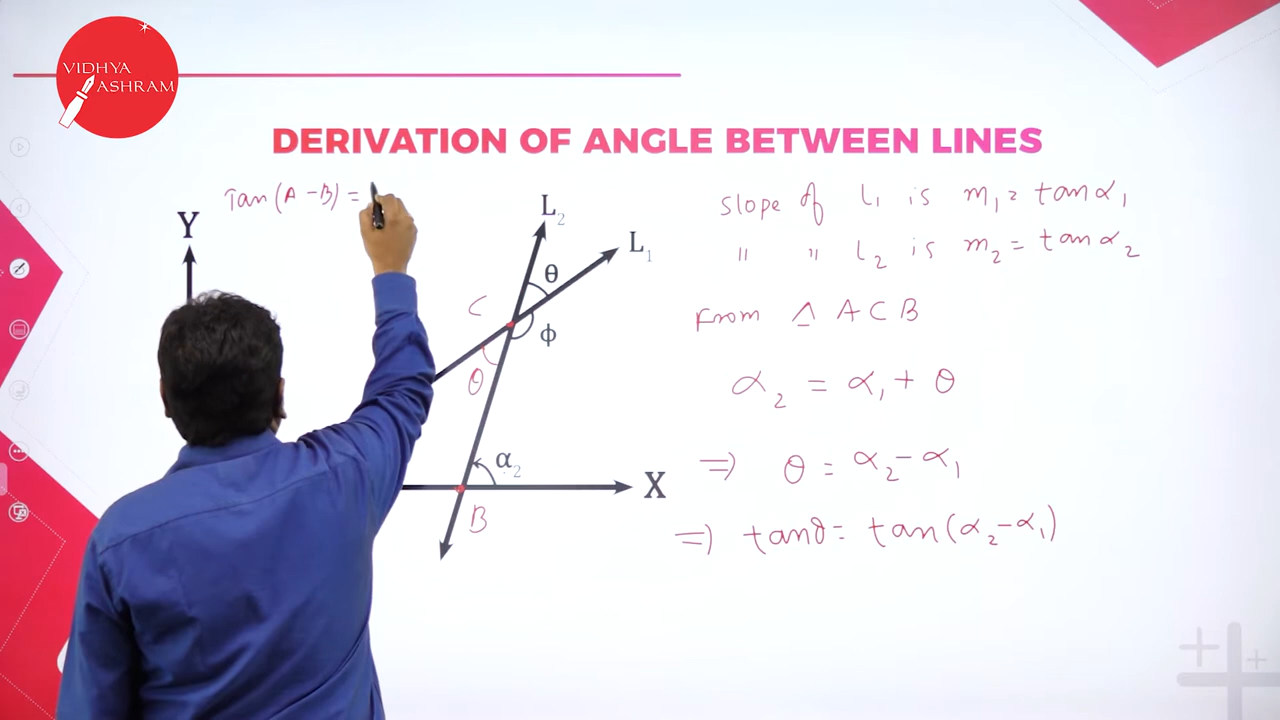 VIDHYA
ASHRAM
DERIVATION OF ANGLE BETWEEN LINES
Tan(A-B)=
Y
L₂
L₁
θ
C
ϕ
θ
α₂
X
B
Slope of L₁ is m₁ = tanα₁
" " L₂ is m₂ = tanα₂
From △ ACB
α₂ = α₁ + θ
=> θ = α₂ - α₁
=> tanθ = tan(α₂-α₁)